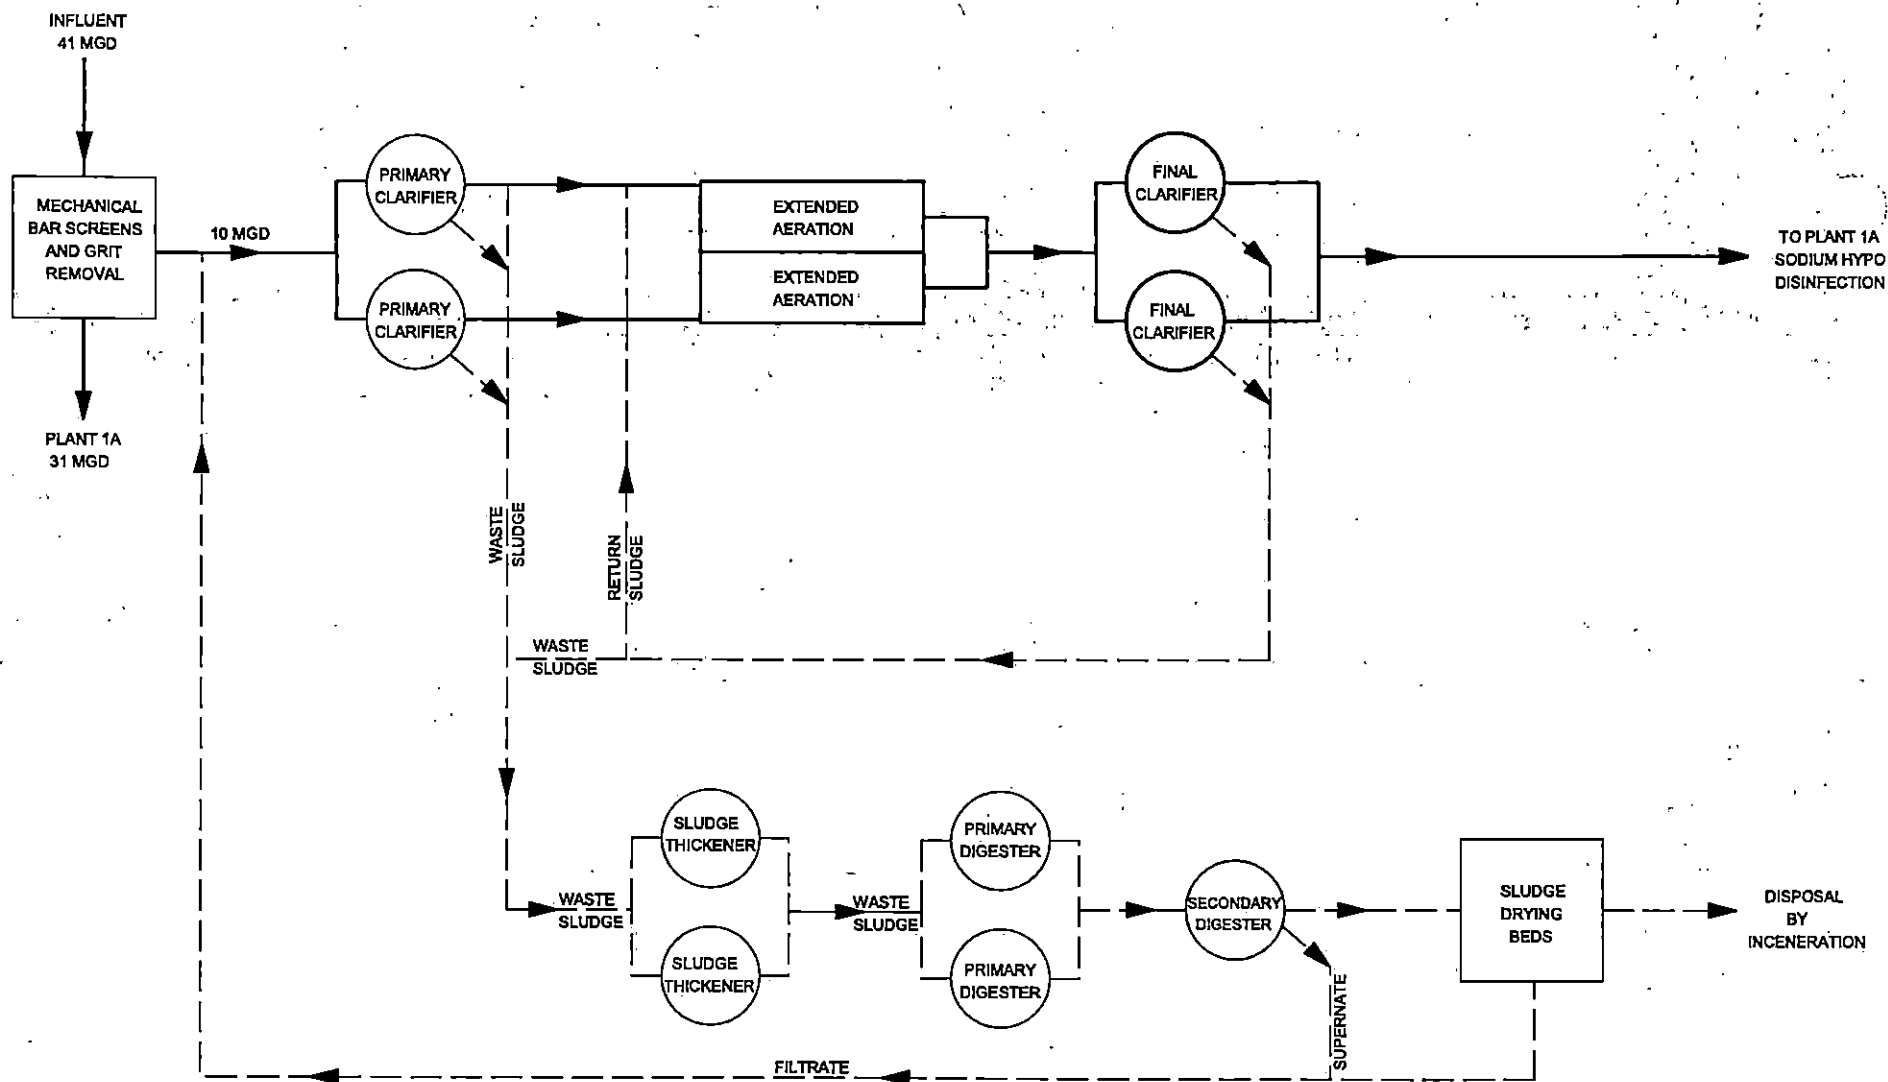 INFLUENT
41 MGD
MECHANICAL
BAR SCREENS
AND GRIT
REMOVAL
PLANT 1A
31 MGD
10 MGD
PRIMARY
CLARIFIER
PRIMARY
CLARIFIER
EXTENDED
AERATION
EXTENDED
AERATION
FINAL
CLARIFIER
FINAL
CLARIFIER
TO PLANT 1A
SODIUM HYPO
DISINFECTION
WASTE
SLUDGE
RETURN
SLUDGE
WASTE
SLUDGE
WASTE
SLUDGE
SLUDGE
THICKENER
SLUDGE
THICKENER
WASTE
SLUDGE
PRIMARY
DIGESTER
PRIMARY
DIGESTER
SECONDARY
DIGESTER
SUPERNATE
SLUDGE
DRYING
BEDS
DISPOSAL
BY
INCENERATION
FILTRATE